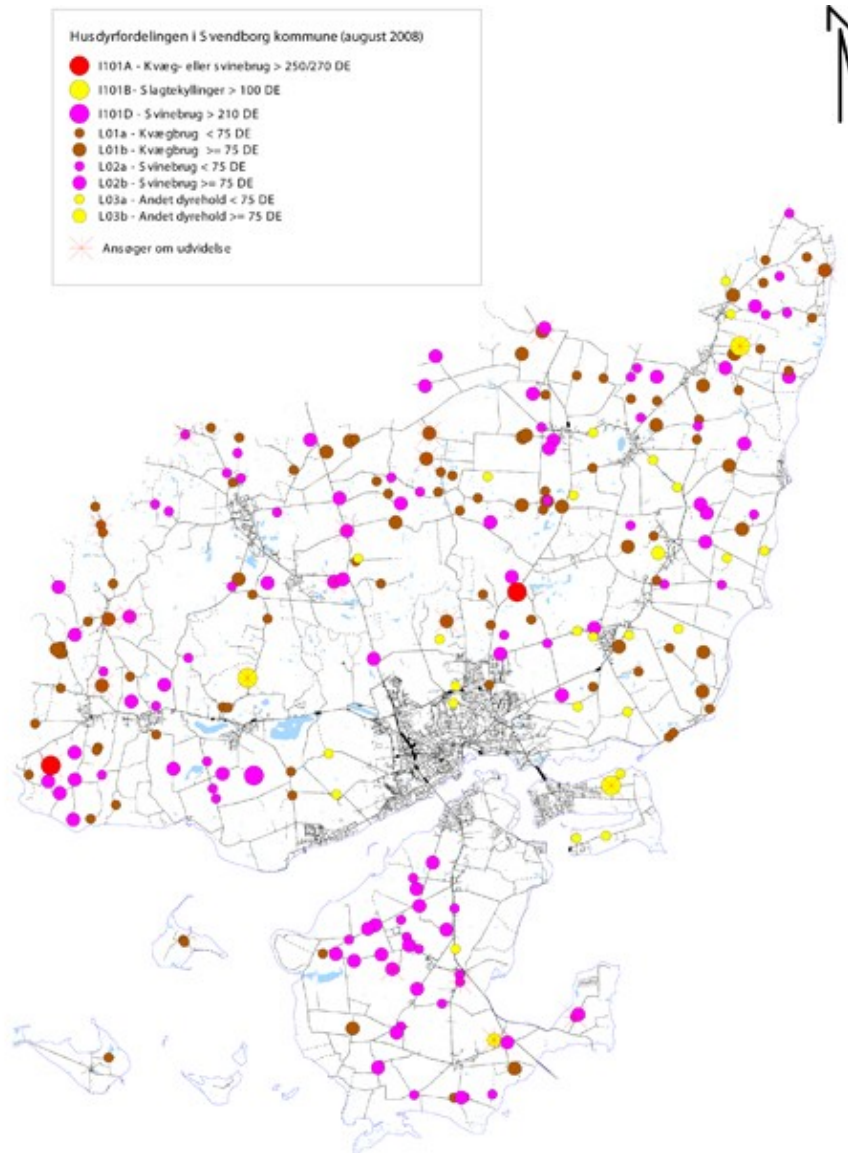 Husdyrfordelingen i Svendborg kommune (august 2008)
I101A - Kvæg- eller svinebrug > 250/270 DE
I101B- Slagtekyllinger > 100 DE
I101D - Svinebrug > 210 DE
L01a - Kvægbrug < 75 DE
L01b - Kvægbrug >= 75 DE
L02a - Svinebrug < 75 DE
L02b - Svinebrug >= 75 DE
L03a - Andet dyrehold < 75 DE
L03b - Andet dyrehold >= 75 DE
Ansøger om udvidelse
N